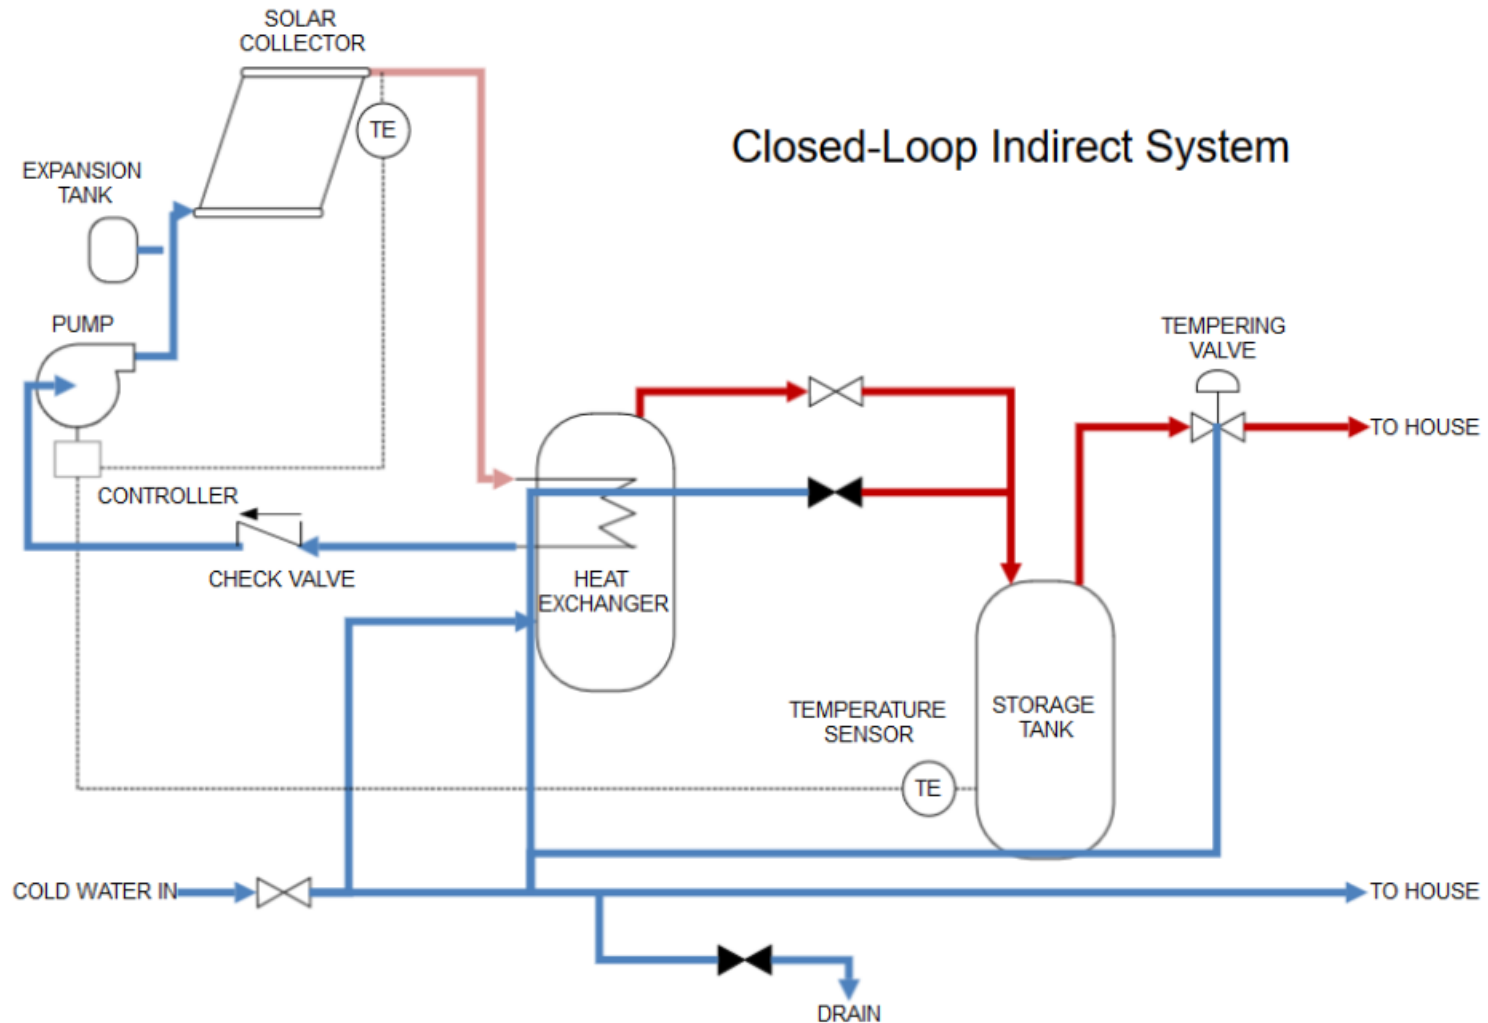 SOLAR
COLLECTOR
TE
Closed-Loop Indirect System
EXPANSION
TANK
PUMP
TEMPERING
VALVE
TO HOUSE
CONTROLLER
CHECK VALVE
HEAT
EXCHANGER
TEMPERATURE
SENSOR
STORAGE
TANK
TE
COLD WATER IN
TO HOUSE
DRAIN